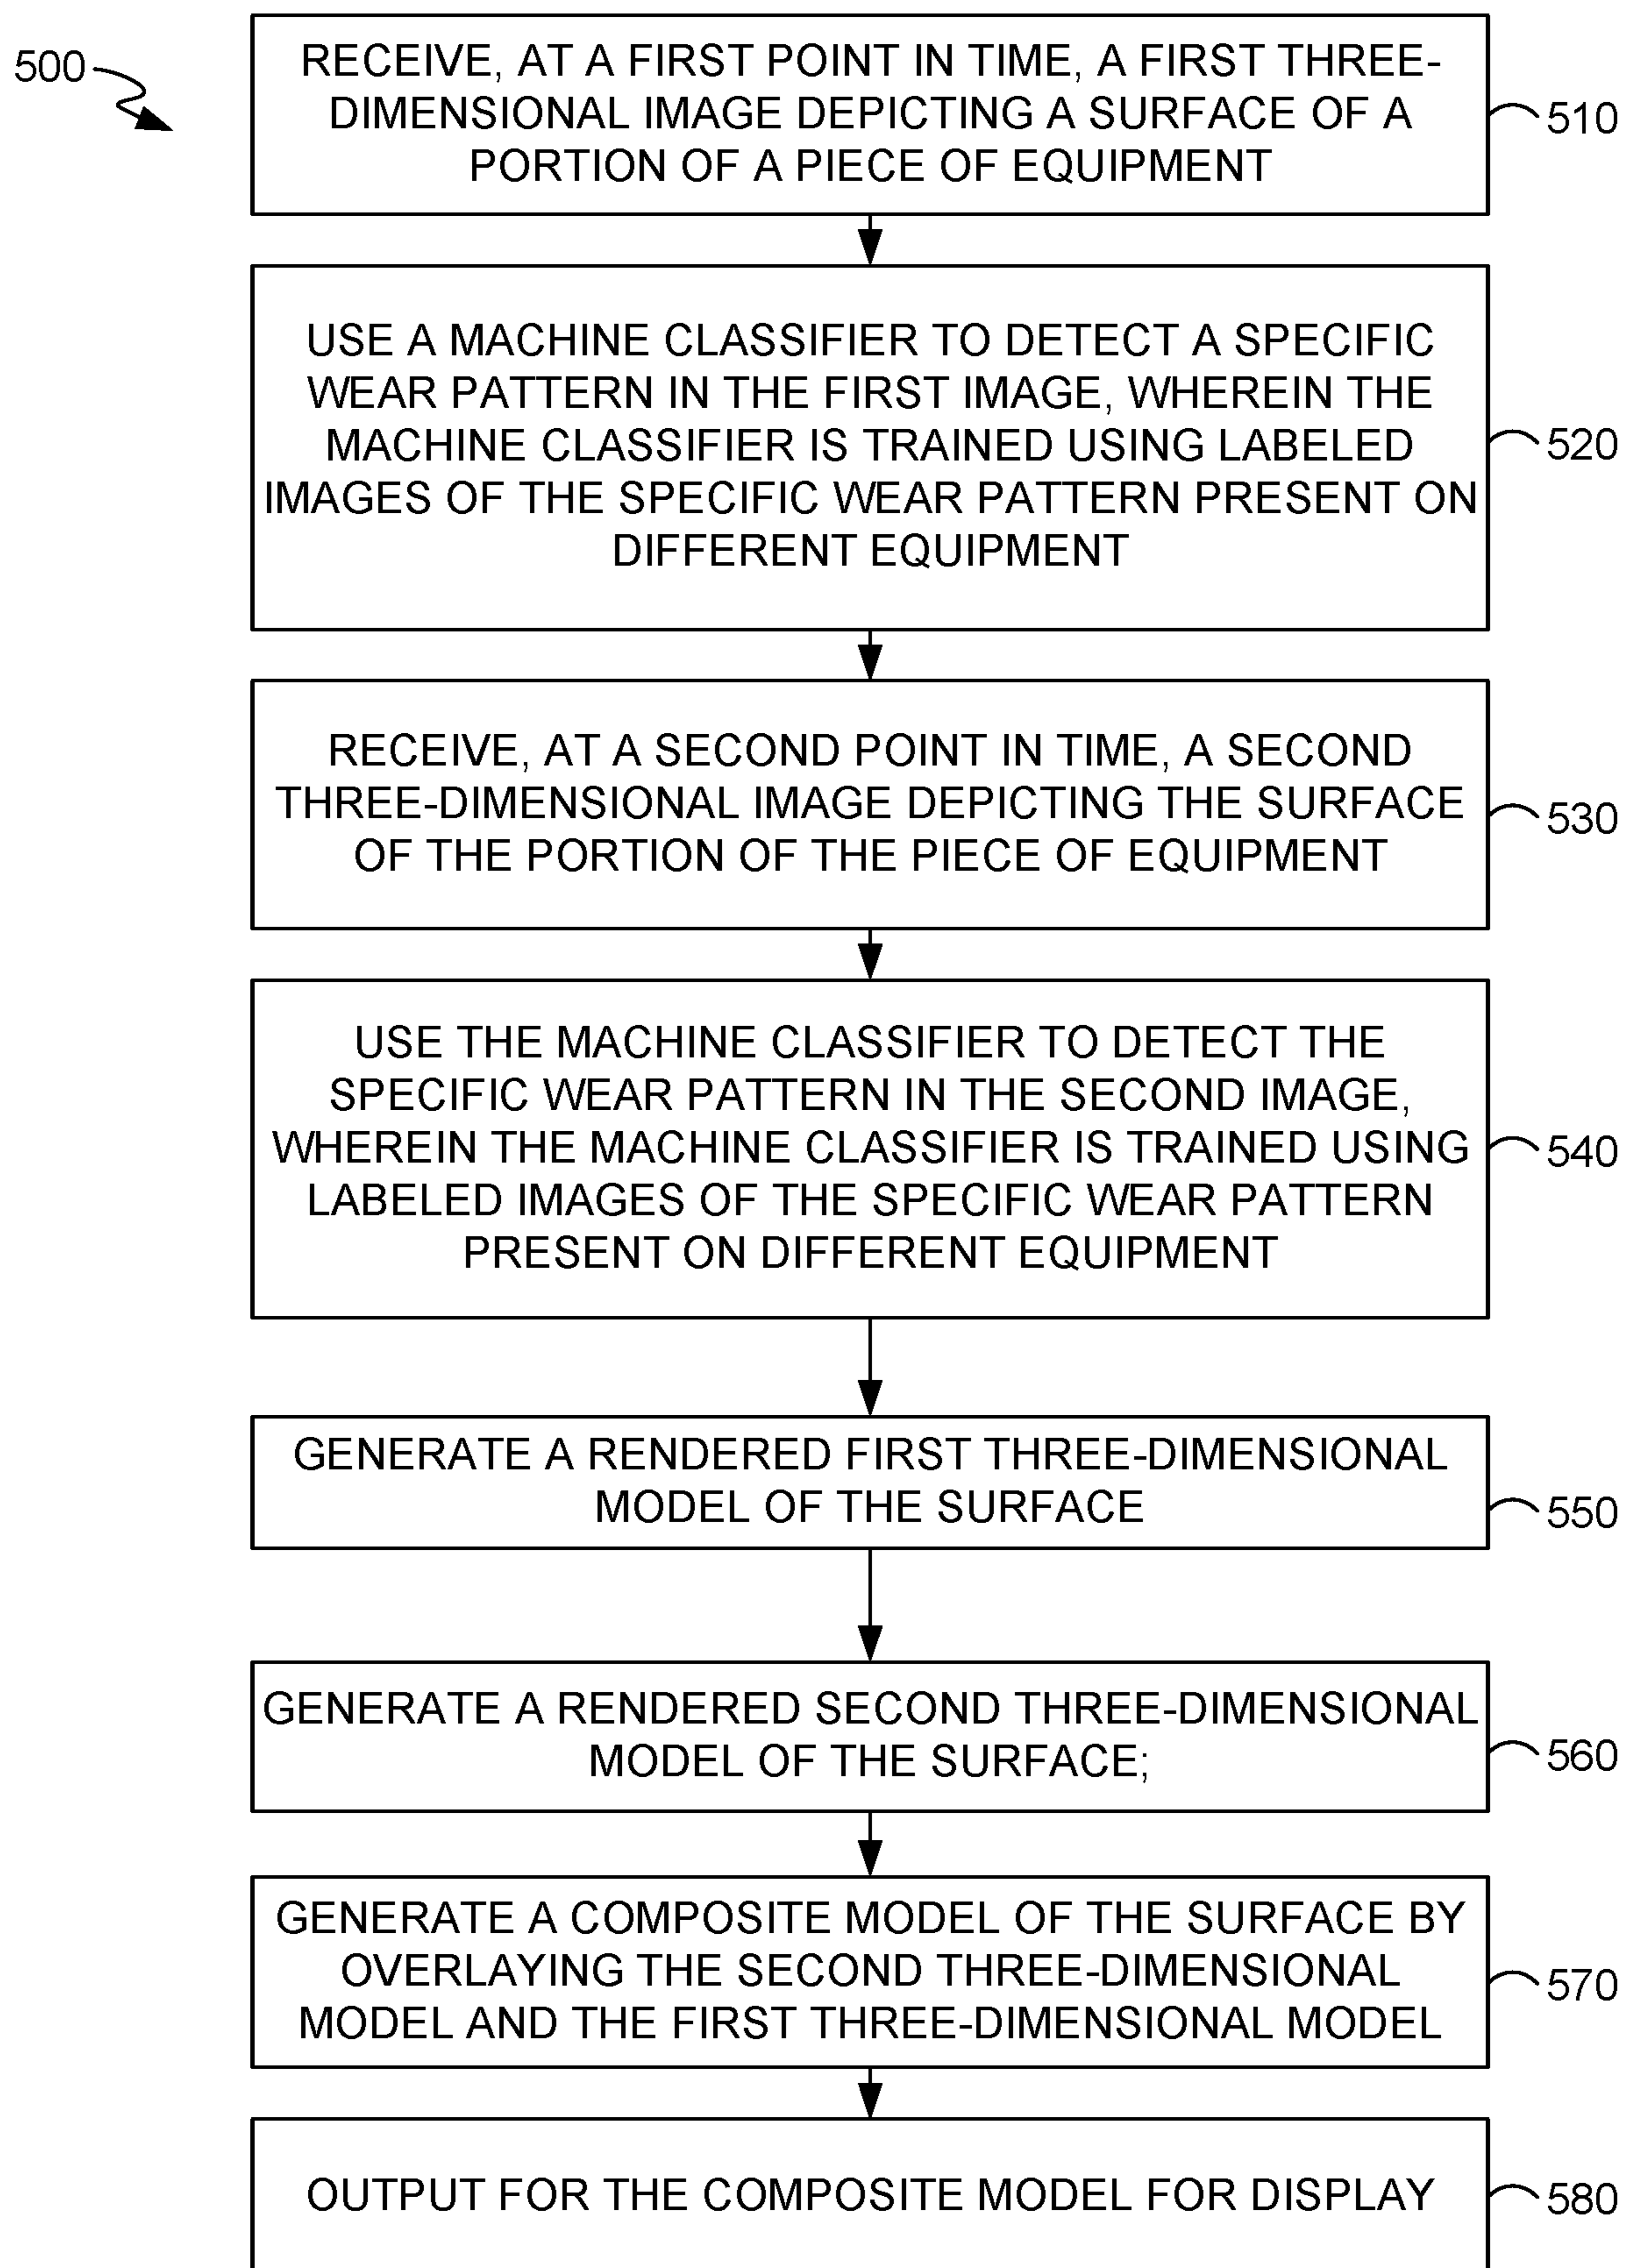 500
RECEIVE, AT A FIRST POINT IN TIME, A FIRST THREE-
DIMENSIONAL IMAGE DEPICTING A SURFACE OF A
PORTION OF A PIECE OF EQUIPMENT
510
USE A MACHINE CLASSIFIER TO DETECT A SPECIFIC
WEAR PATTERN IN THE FIRST IMAGE, WHEREIN THE
MACHINE CLASSIFIER IS TRAINED USING LABELED
IMAGES OF THE SPECIFIC WEAR PATTERN PRESENT ON
DIFFERENT EQUIPMENT
520
RECEIVE, AT A SECOND POINT IN TIME, A SECOND
THREE-DIMENSIONAL IMAGE DEPICTING THE SURFACE
OF THE PORTION OF THE PIECE OF EQUIPMENT
530
USE THE MACHINE CLASSIFIER TO DETECT THE
SPECIFIC WEAR PATTERN IN THE SECOND IMAGE,
WHEREIN THE MACHINE CLASSIFIER IS TRAINED USING
LABELED IMAGES OF THE SPECIFIC WEAR PATTERN
PRESENT ON DIFFERENT EQUIPMENT
540
GENERATE A RENDERED FIRST THREE-DIMENSIONAL
MODEL OF THE SURFACE
550
GENERATE A RENDERED SECOND THREE-DIMENSIONAL
MODEL OF THE SURFACE;
560
GENERATE A COMPOSITE MODEL OF THE SURFACE BY
OVERLAYING THE SECOND THREE-DIMENSIONAL
MODEL AND THE FIRST THREE-DIMENSIONAL MODEL
570
OUTPUT FOR THE COMPOSITE MODEL FOR DISPLAY
580